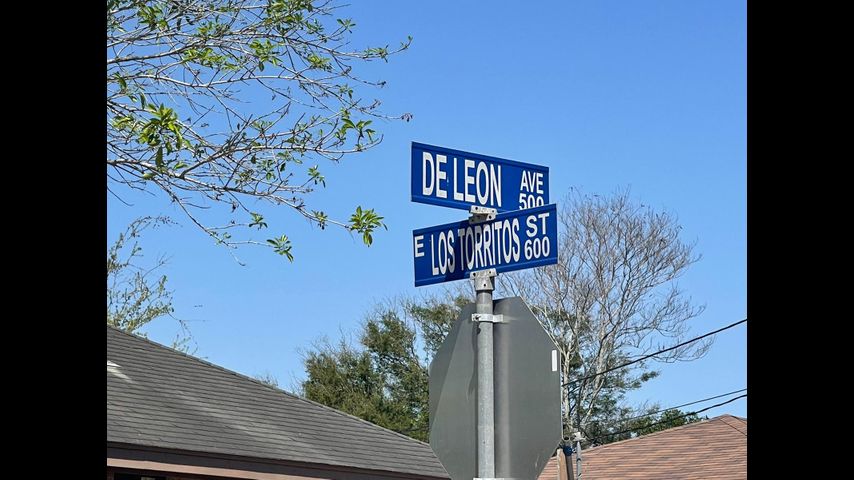 DE LEON AVE
500
E LOS TORRITOS ST
600